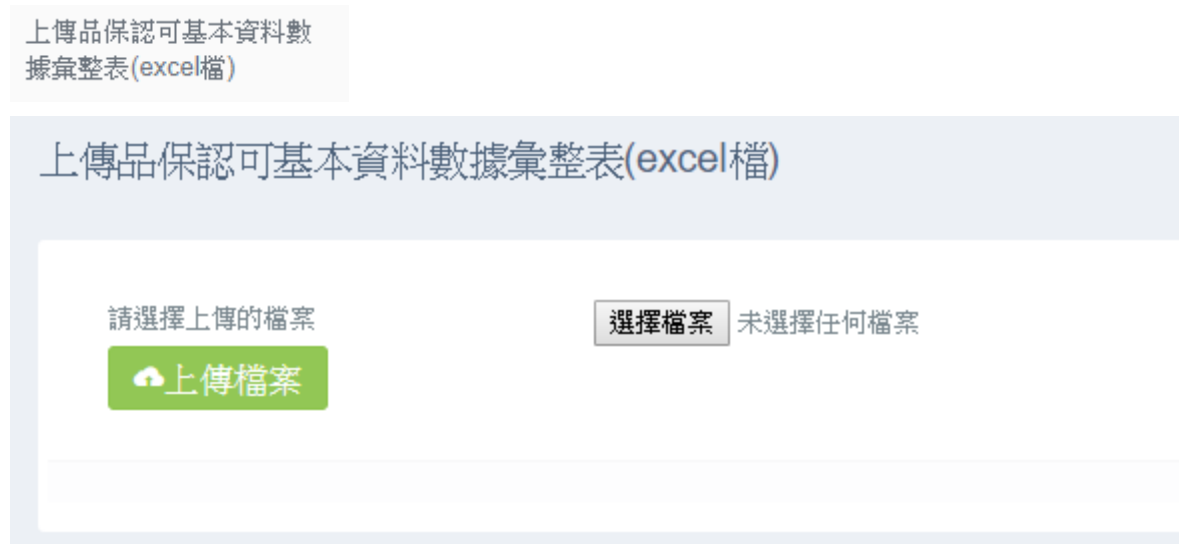 上傳品保認可基本資料數
據彙整表(excel檔)
上傳品保認可基本資料數據彙整表(excel檔)
請選擇上傳的檔案
選擇檔案 未選擇任何檔案
上傳檔案